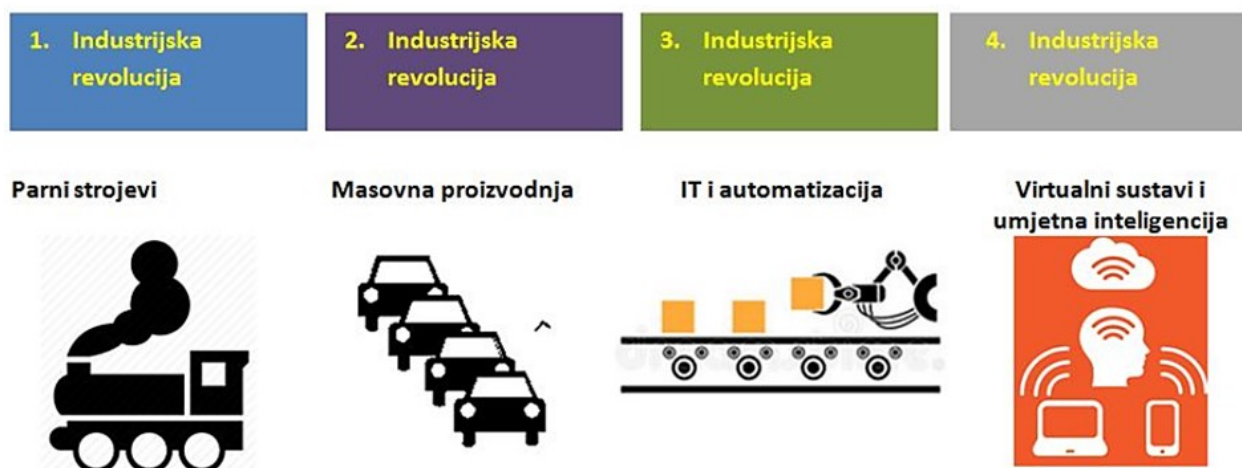 1. Industrijska
revolucija
2. Industrijska
revolucija
3. Industrijska
revolucija
4. Industrijska
revolucija
Parni strojevi
Masovna proizvodnja
IT i automatizacija
Virtualni sustavi i
umjetna inteligencija